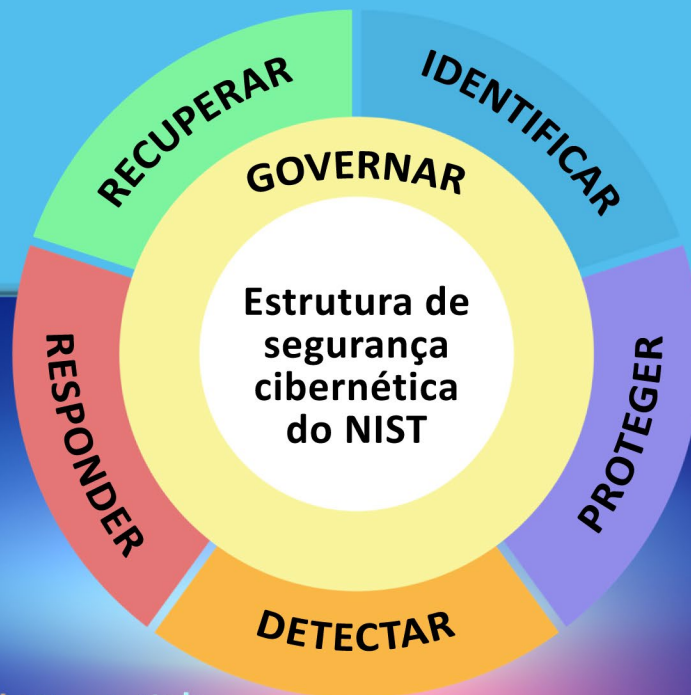 RECUPERAR
IDENTIFICAR
GOVERNAR
Estrutura de
segurança
cibernética
do NIST
RESPONDER
PROTEGER
DETECTAR